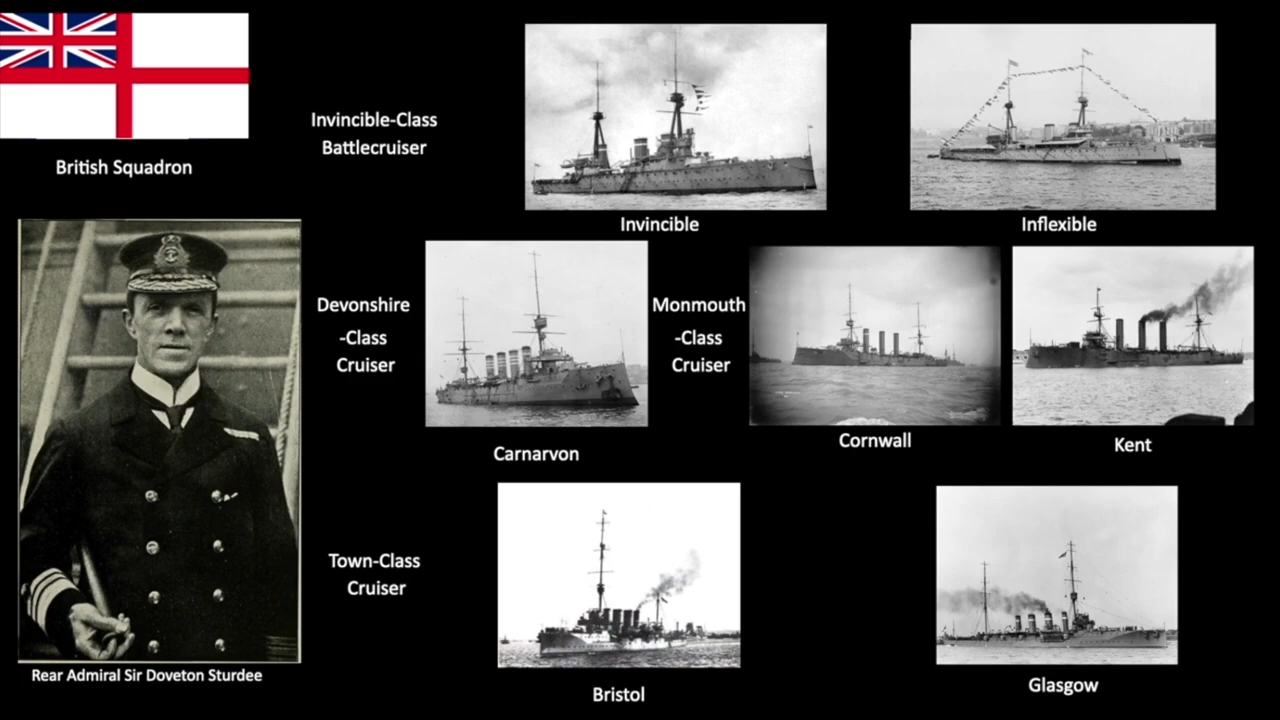 British Squadron
Invincible-Class
Battlecruiser
Invincible
Inflexible
Devonshire
-Class
Cruiser
Carnarvon
Monmouth
-Class
Cruiser
Cornwall
Kent
Town-Class
Cruiser
Bristol
Glasgow
Rear Admiral Sir Doveton Sturdee